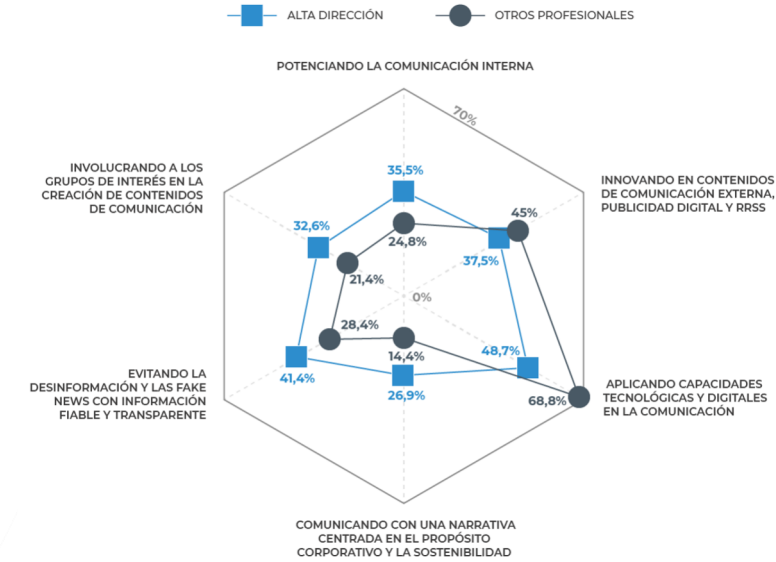 ALTA DIRECCIÓN
OTROS PROFESIONALES
POTENCIANDO LA COMUNICACIÓN INTERNA
70%
INVOLUCRANDO A LOS
GRUPOS DE INTERÉS EN LA
CREACIÓN DE CONTENIDOS
DE COMUNICACIÓN
INNOVANDO EN CONTENIDOS
DE COMUNICACIÓN EXTERNA,
PUBLICIDAD DIGITAL Y RRSS
35,5%
45%
32,6%
24,8%
37,5%
21,4%
0%
28,4%
48,7%
14,4%
41,4%
26,9%
68,8%
EVITANDO LA
DESINFORMACIÓN Y LAS FAKE
NEWS CON INFORMACIÓN
FIABLE Y TRANSPARENTE
APLICANDO CAPACIDADES
TECNOLÓGICAS Y DIGITALES
EN LA COMUNICACIÓN
COMUNICANDO CON UNA NARRATIVA
CENTRADA EN EL PROPÓSITO
CORPORATIVO Y LA SOSTENIBILIDAD